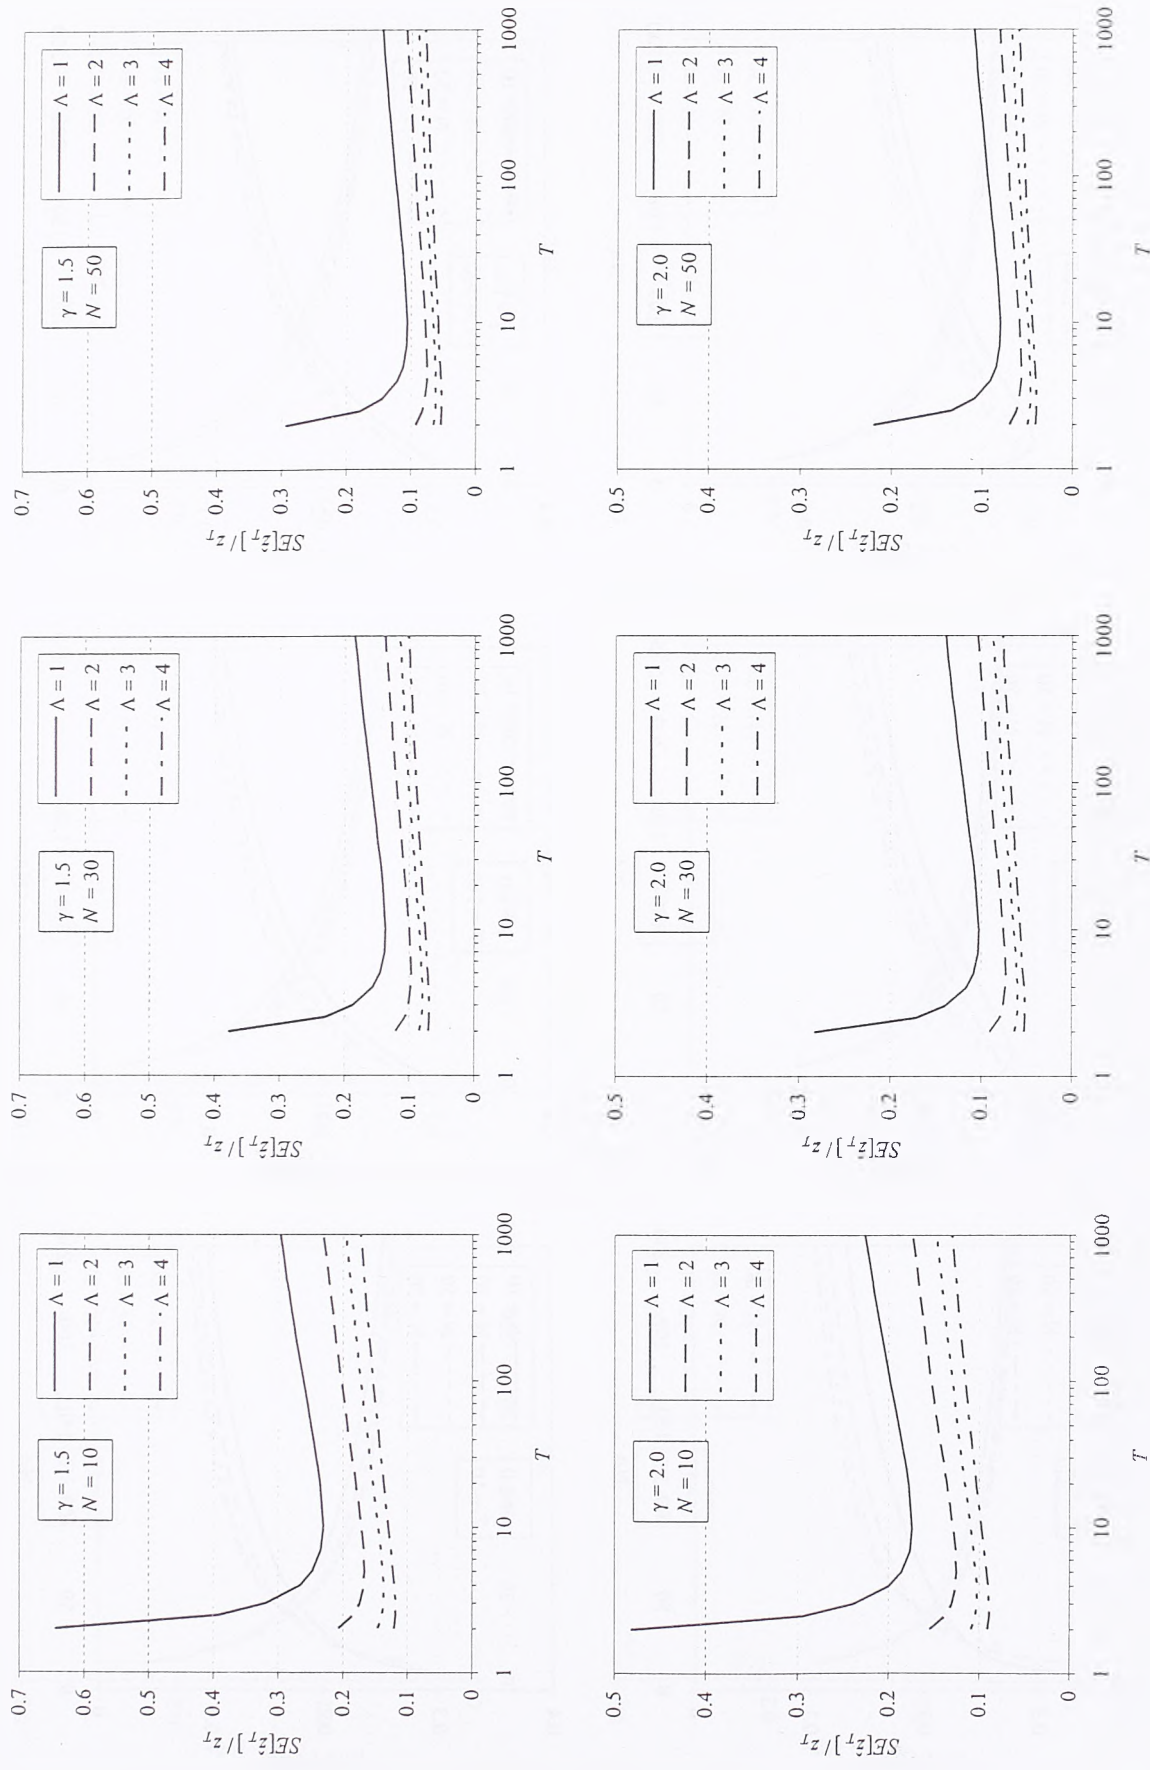 0.7
0.6
0.5
0.4
0.3
0.2
0.1
0
SE[ẑ_T]/z_T
γ = 1.5
N = 10
Λ = 1
Λ = 2
Λ = 3
Λ = 4
1 10 100 1000
T
0.7
0.6
0.5
0.4
0.3
0.2
0.1
0
SE[ẑ_T]/z_T
γ = 1.5
N = 30
Λ = 1
Λ = 2
Λ = 3
Λ = 4
1 10 100 1000
T
0.7
0.6
0.5
0.4
0.3
0.2
0.1
0
SE[ẑ_T]/z_T
γ = 1.5
N = 50
Λ = 1
Λ = 2
Λ = 3
Λ = 4
1 10 100 1000
T
0.5
0.4
0.3
0.2
0.1
0
SE[ẑ_T]/z_T
γ = 2.0
N = 10
Λ = 1
Λ = 2
Λ = 3
Λ = 4
1 10 100 1000
T
0.5
0.4
0.3
0.2
0.1
0
SE[ẑ_T]/z_T
γ = 2.0
N = 30
Λ = 1
Λ = 2
Λ = 3
Λ = 4
1 10 100 1000
T
0.5
0.4
0.3
0.2
0.1
0
SE[ẑ_T]/z_T
γ = 2.0
N = 50
Λ = 1
Λ = 2
Λ = 3
Λ = 4
1 10 100 1000
T